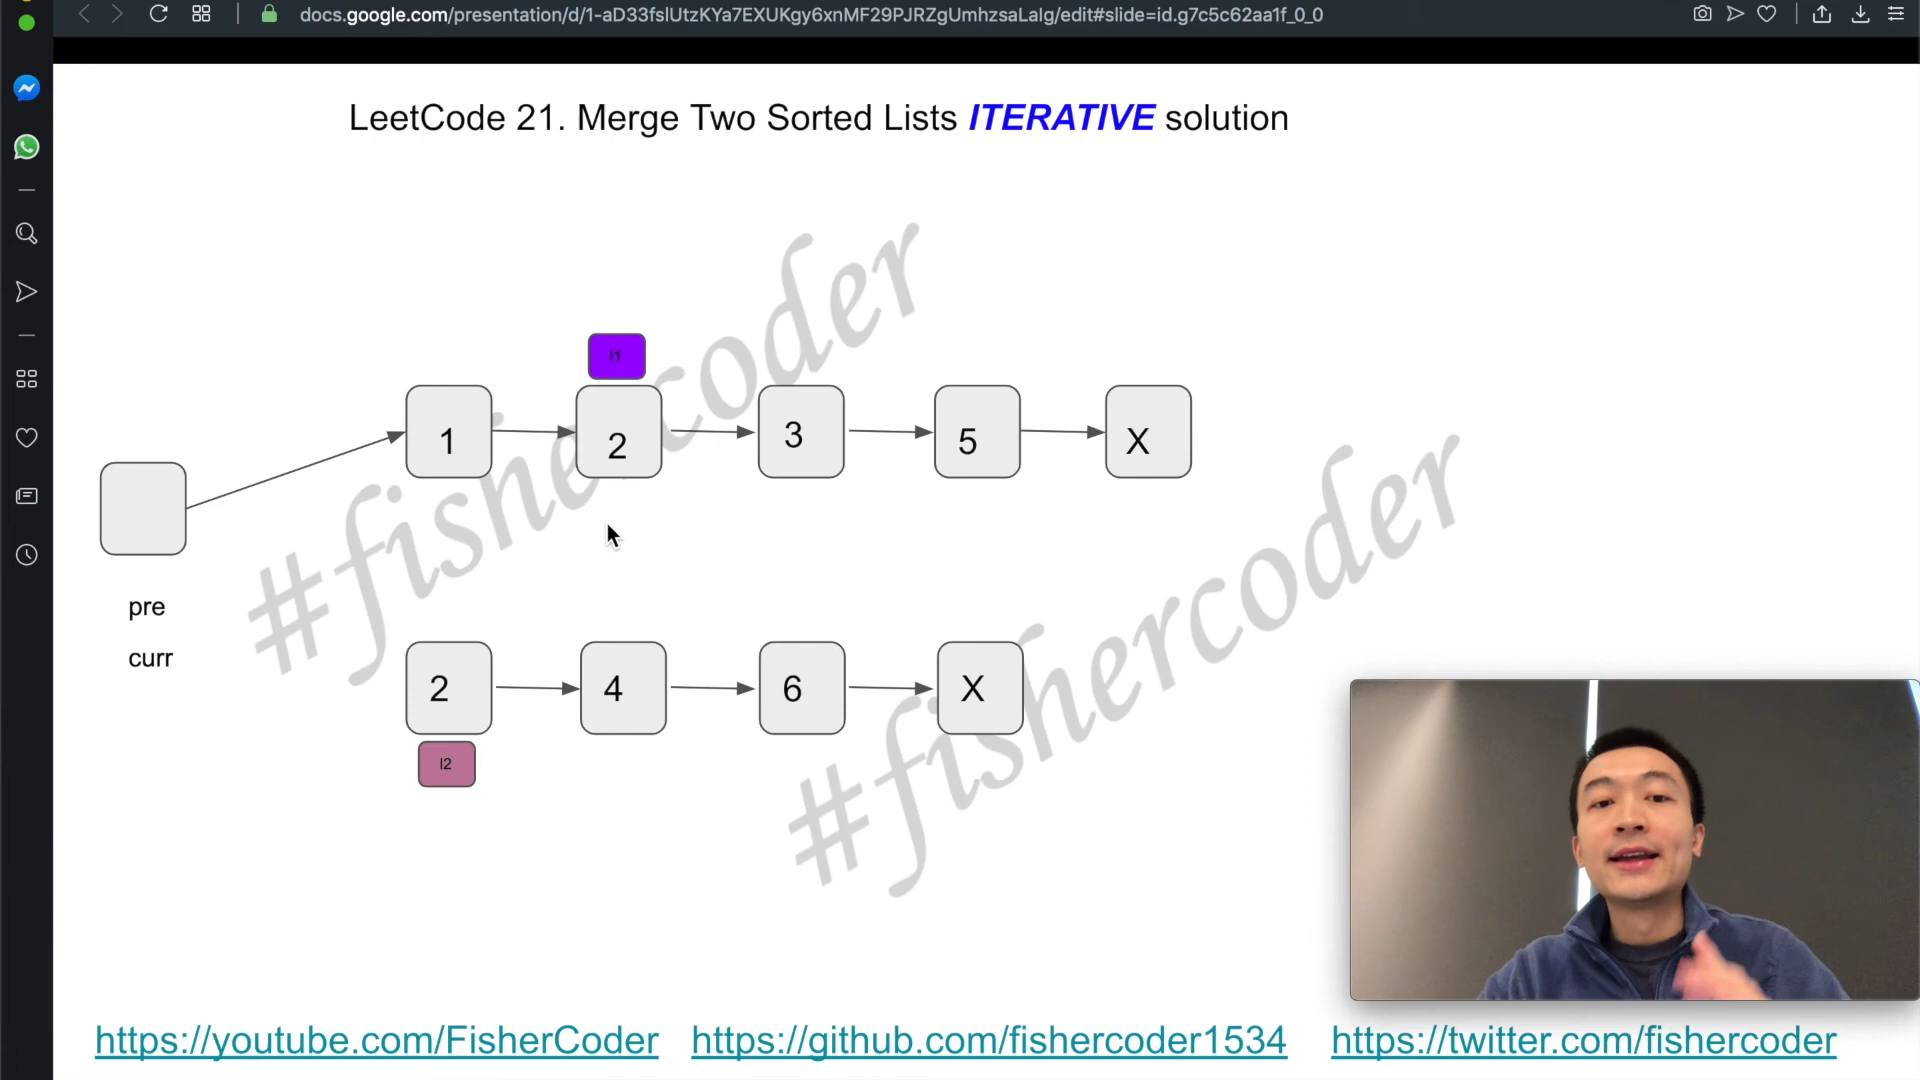 docs.google.com/presentation/d/1-aD33fslUtzKYa7EXUKgy6xnMF29PJRZgUmhzsaLaIg/edit#slide=id.g7c5c62aa1f_0_0
LeetCode 21. Merge Two Sorted Lists ITERATIVE solution
l1
1 2 3 5 X
pre
curr
2 4 6 X
l2
#fishercoder
#fishercoder
https://youtube.com/FisherCoder https://github.com/fishercoder1534 https://twitter.com/fishercoder